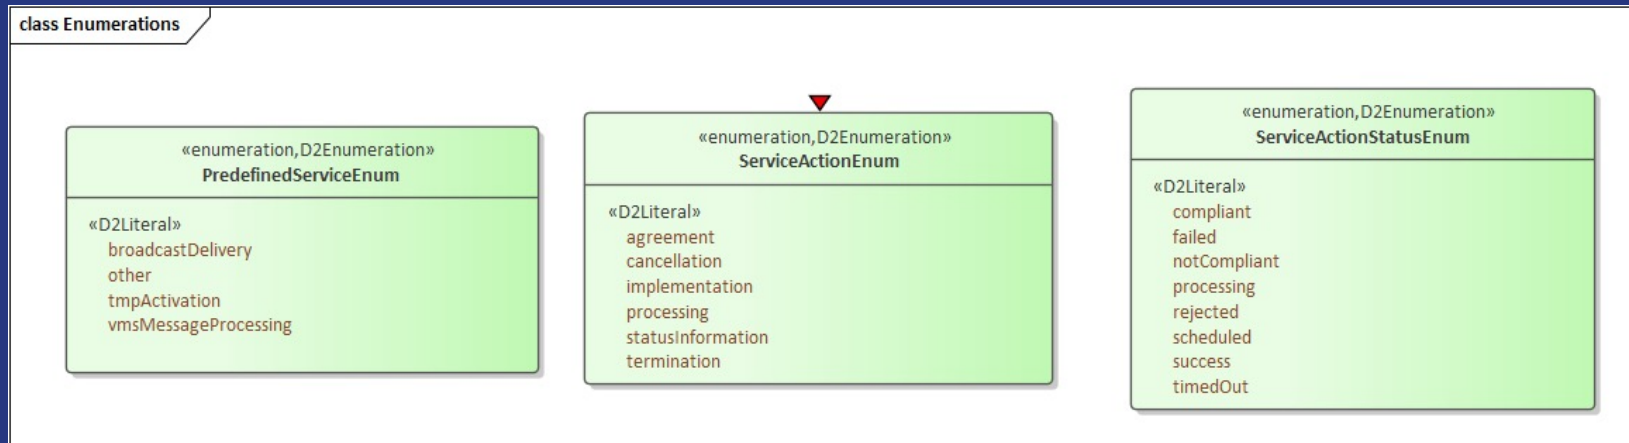 class Enumerations
«enumeration,D2Enumeration»
PredefinedServiceEnum
«D2Literal»
broadcastDelivery
other
tmpActivation
vmsMessageProcessing
«enumeration,D2Enumeration»
ServiceActionEnum
«D2Literal»
agreement
cancellation
implementation
processing
statusInformation
termination
«enumeration,D2Enumeration»
ServiceActionStatusEnum
«D2Literal»
compliant
failed
notCompliant
processing
rejected
scheduled
success
timedOut